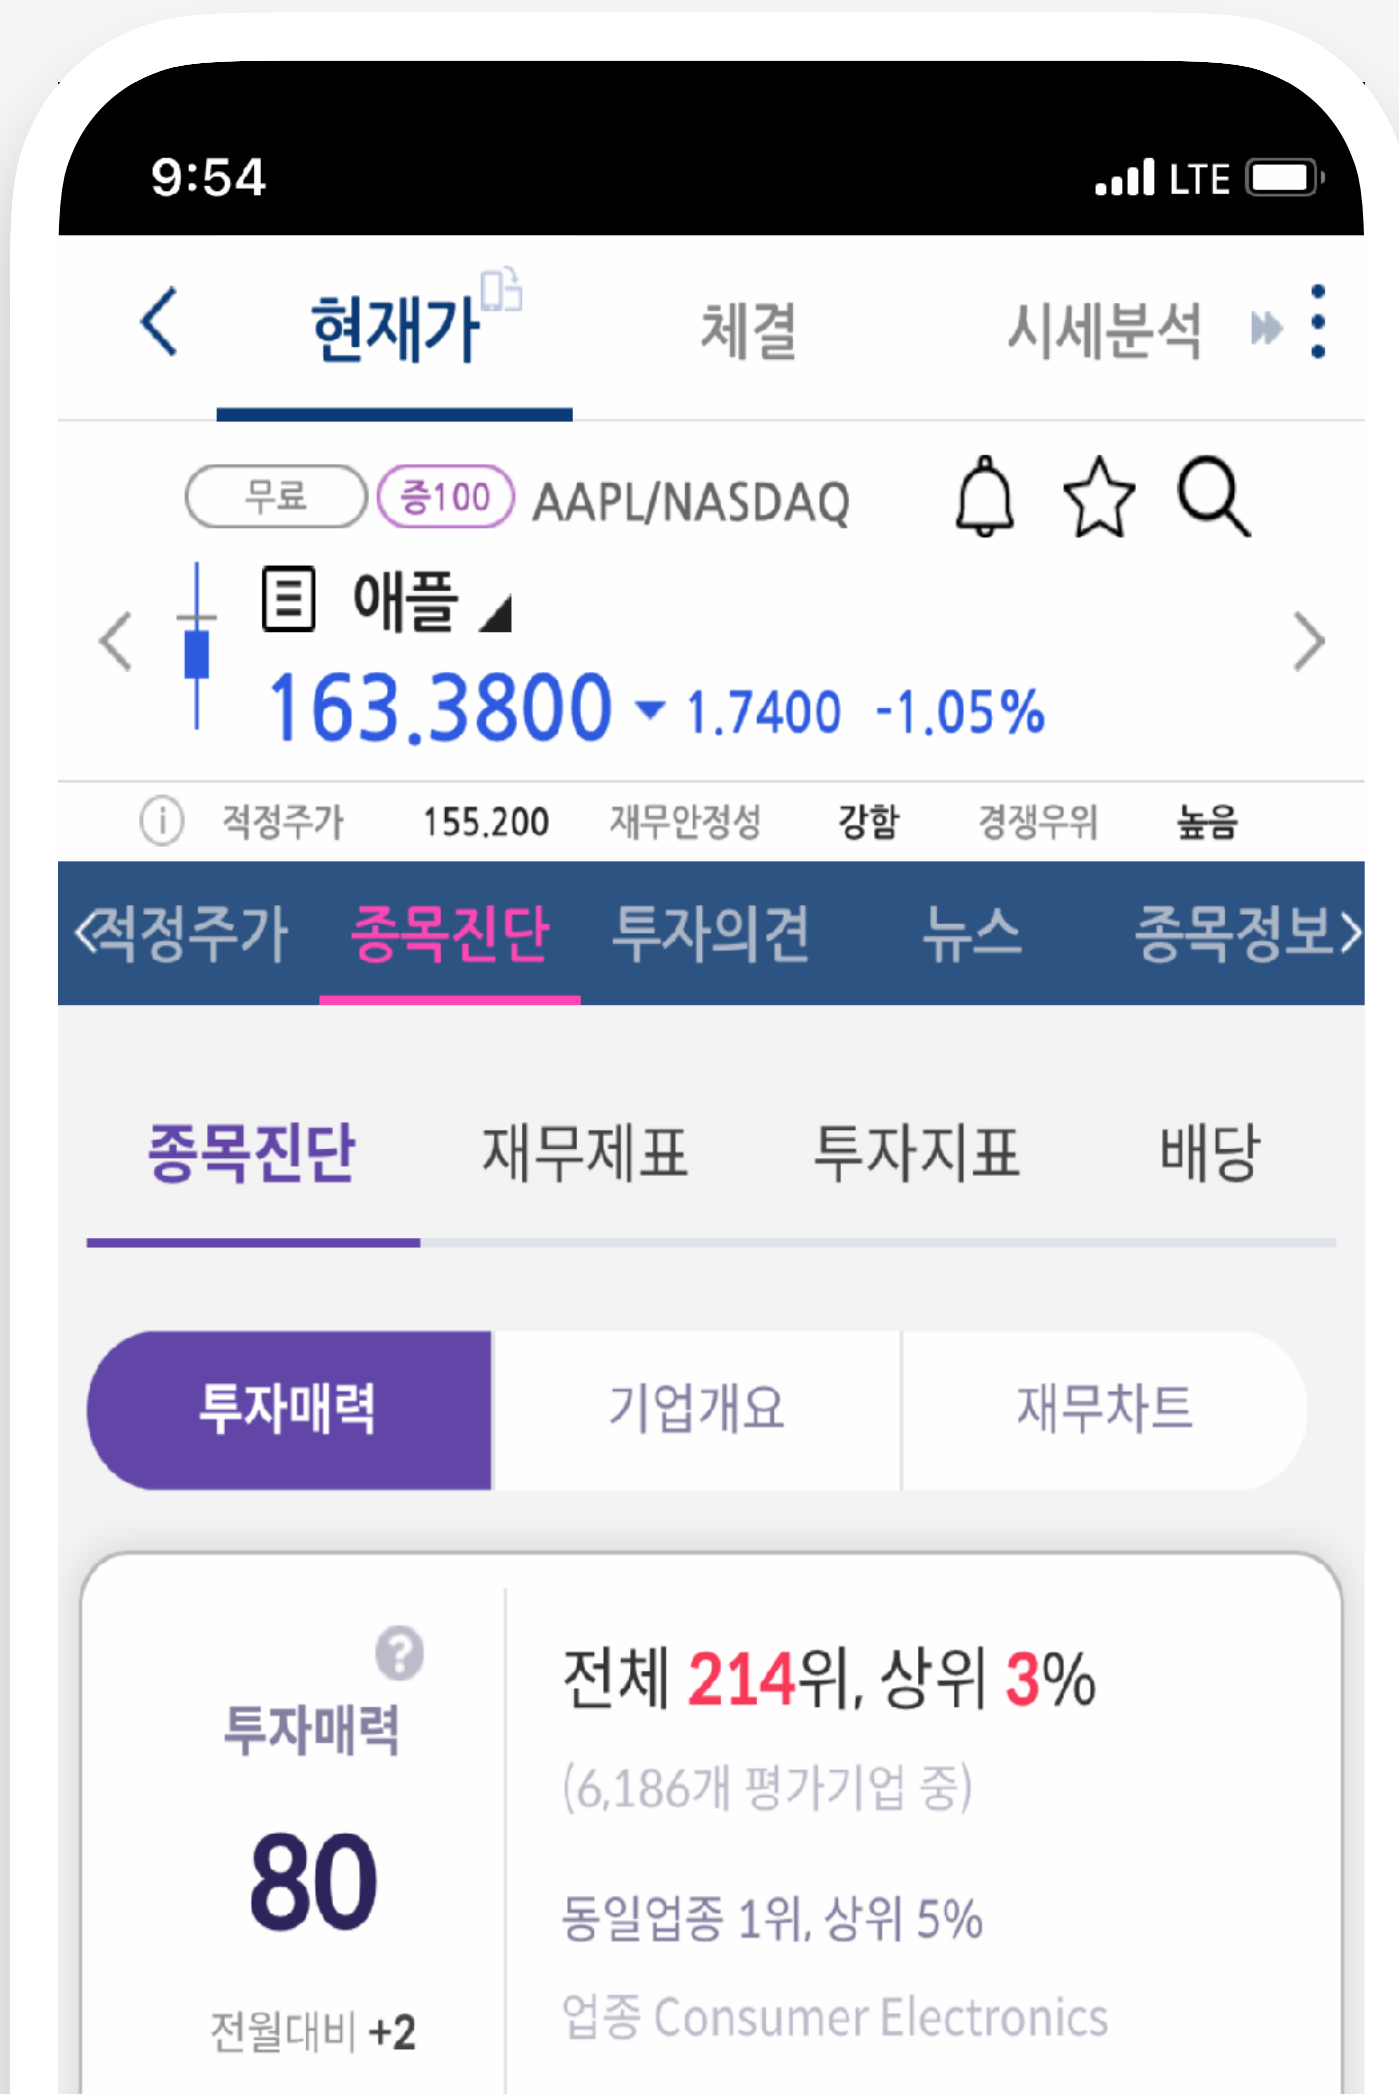 9:54 LTE
현재가 체결 시세분석
무료 증100 AAPL/NASDAQ
애플
163.3800 ▼ 1.7400 -1.05%
적정주가 155.200 재무안정성 강함 경쟁우위 높음
적정주가 종목진단 투자의견 뉴스 종목정보
종목진단 재무제표 투자지표 배당
투자매력 기업개요 재무차트
투자매력
80
전월대비 +2
전체 214위, 상위 3%
(6,186개 평가기업 중)
동일업종 1위, 상위 5%
업종 Consumer Electronics